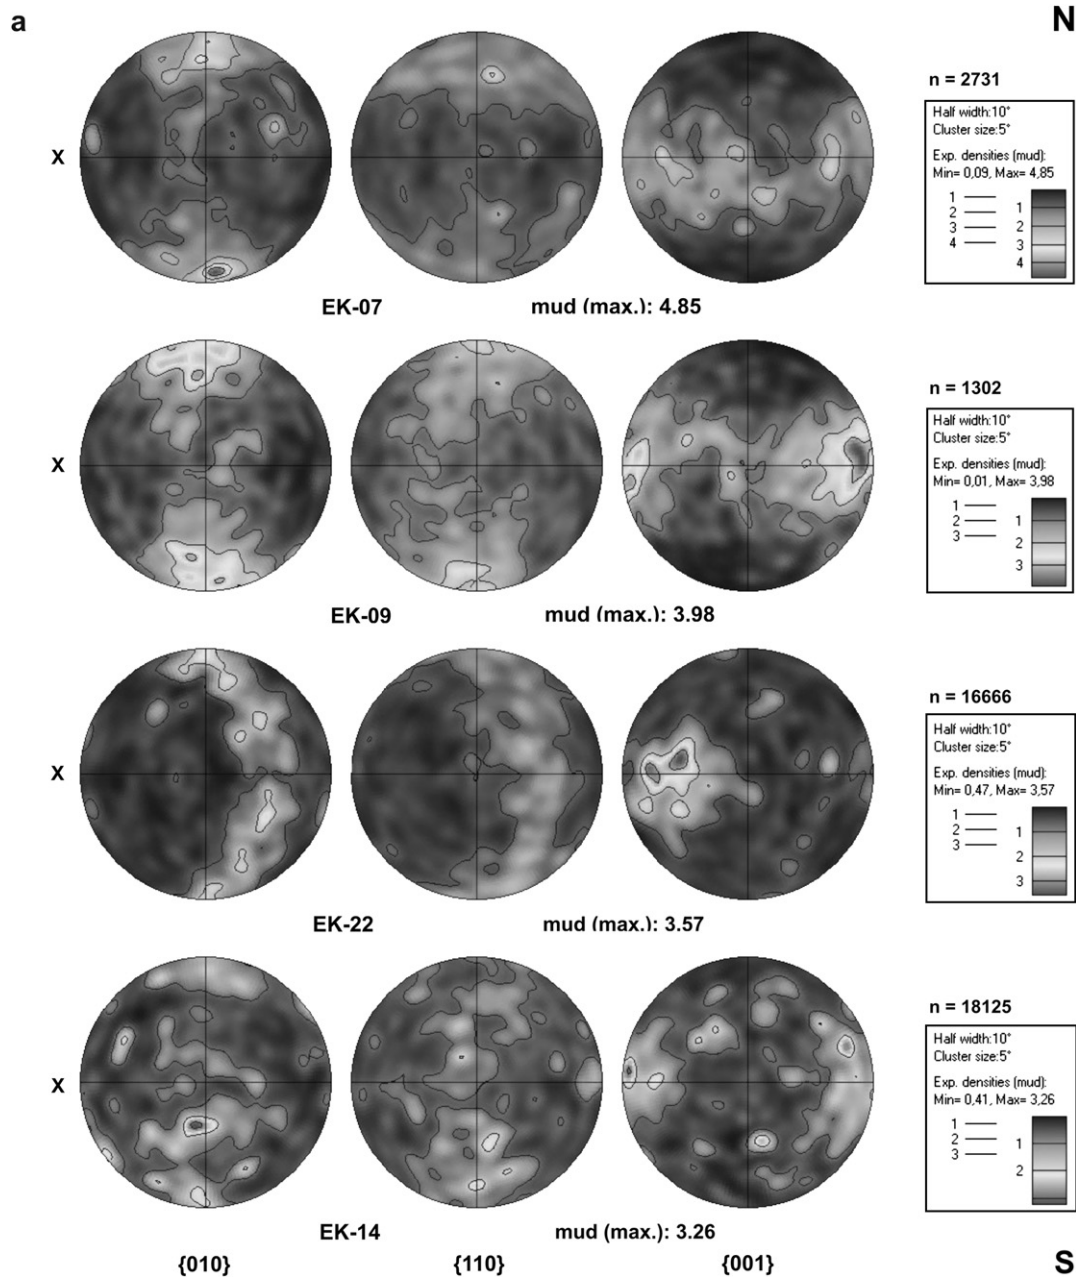 a
N
n = 2731
Half width:10°
Cluster size:5°
Exp. densities (mud):
Min= 0,09, Max= 4,85
1
2
3
4
1
2
3
4
X
EK-07 mud (max.): 4.85
n = 1302
Half width:10°
Cluster size:5°
Exp. densities (mud):
Min= 0,01, Max= 3,98
1
2
3
1
2
3
X
EK-09 mud (max.): 3.98
n = 16666
Half width:10°
Cluster size:5°
Exp. densities (mud):
Min= 0,47, Max= 3,57
1
2
3
1
2
3
X
EK-22 mud (max.): 3.57
n = 18125
Half width:10°
Cluster size:5°
Exp. densities (mud):
Min= 0,41, Max= 3,26
1
2
3
1
2
X
EK-14 mud (max.): 3.26
{010} {110} {001}
S